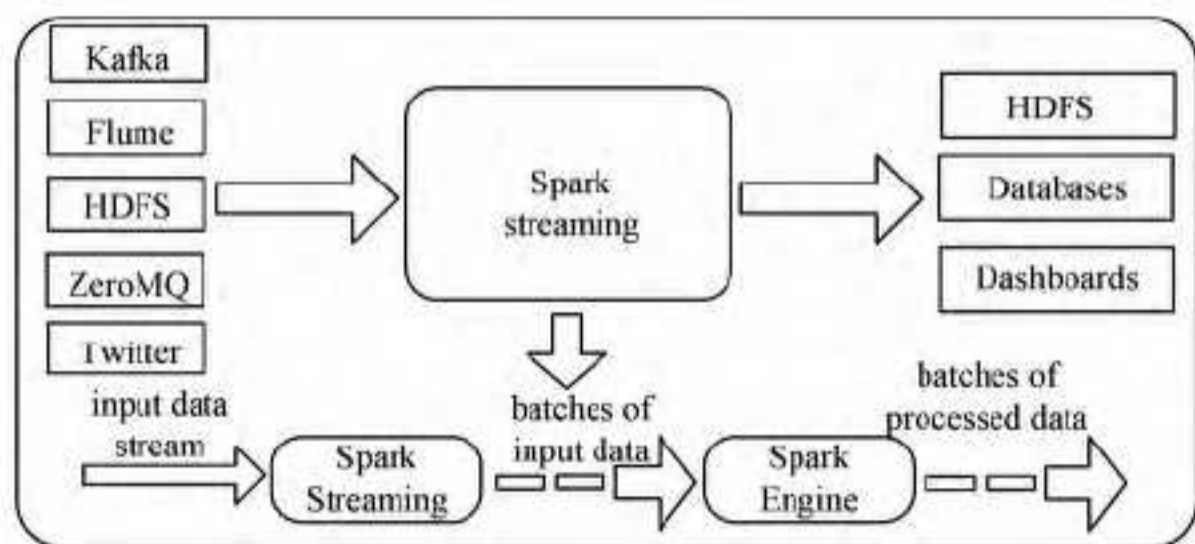 Kafka
Flume
HDFS
ZeroMQ
Twitter
Spark
streaming
HDFS
Databases
Dashboards
input data
stream
Spark
Streaming
batches of
input data
Spark
Engine
batches of
processed data